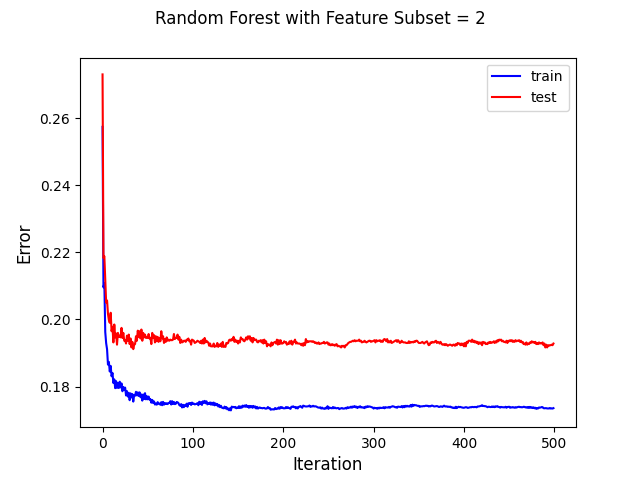 Random Forest with Feature Subset = 2
train
test
Error
0.26
0.24
0.22
0.20
0.18
0 100 200 300 400 500
Iteration